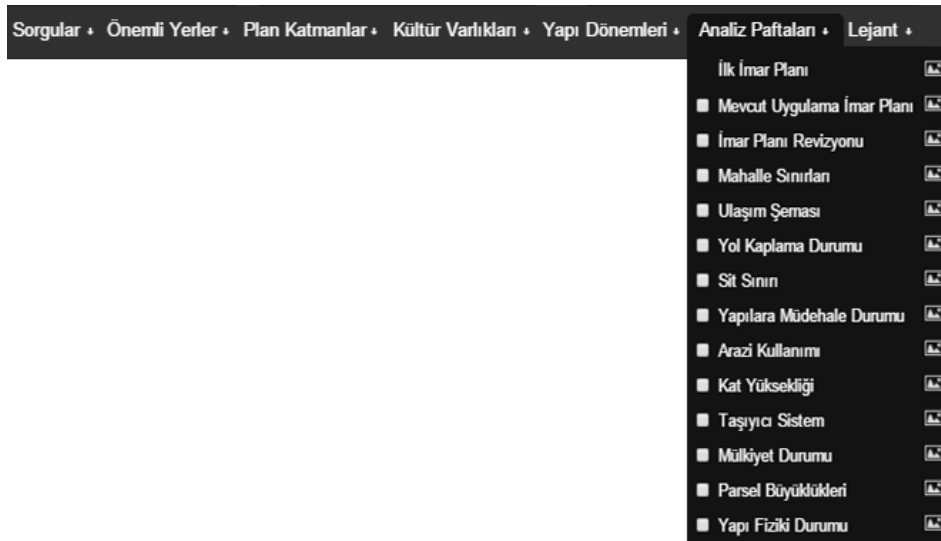 Sorgular Önemli Yerler Plan Katmanlar Kültür Varlıkları Yapı Dönemleri Analiz Paftaları Lejant
İlk İmar Planı
Mevcut Uygulama İmar Planı
İmar Planı Revizyonu
Mahalle Sınırları
Ulaşım Şeması
Yol Kaplama Durumu
Sit Sınırı
Yapılara Müdehale Durumu
Arazi Kullanımı
Kat Yüksekliği
Taşıyıcı Sistem
Mülkiyet Durumu
Parsel Büyüklükleri
Yapı Fiziki Durumu